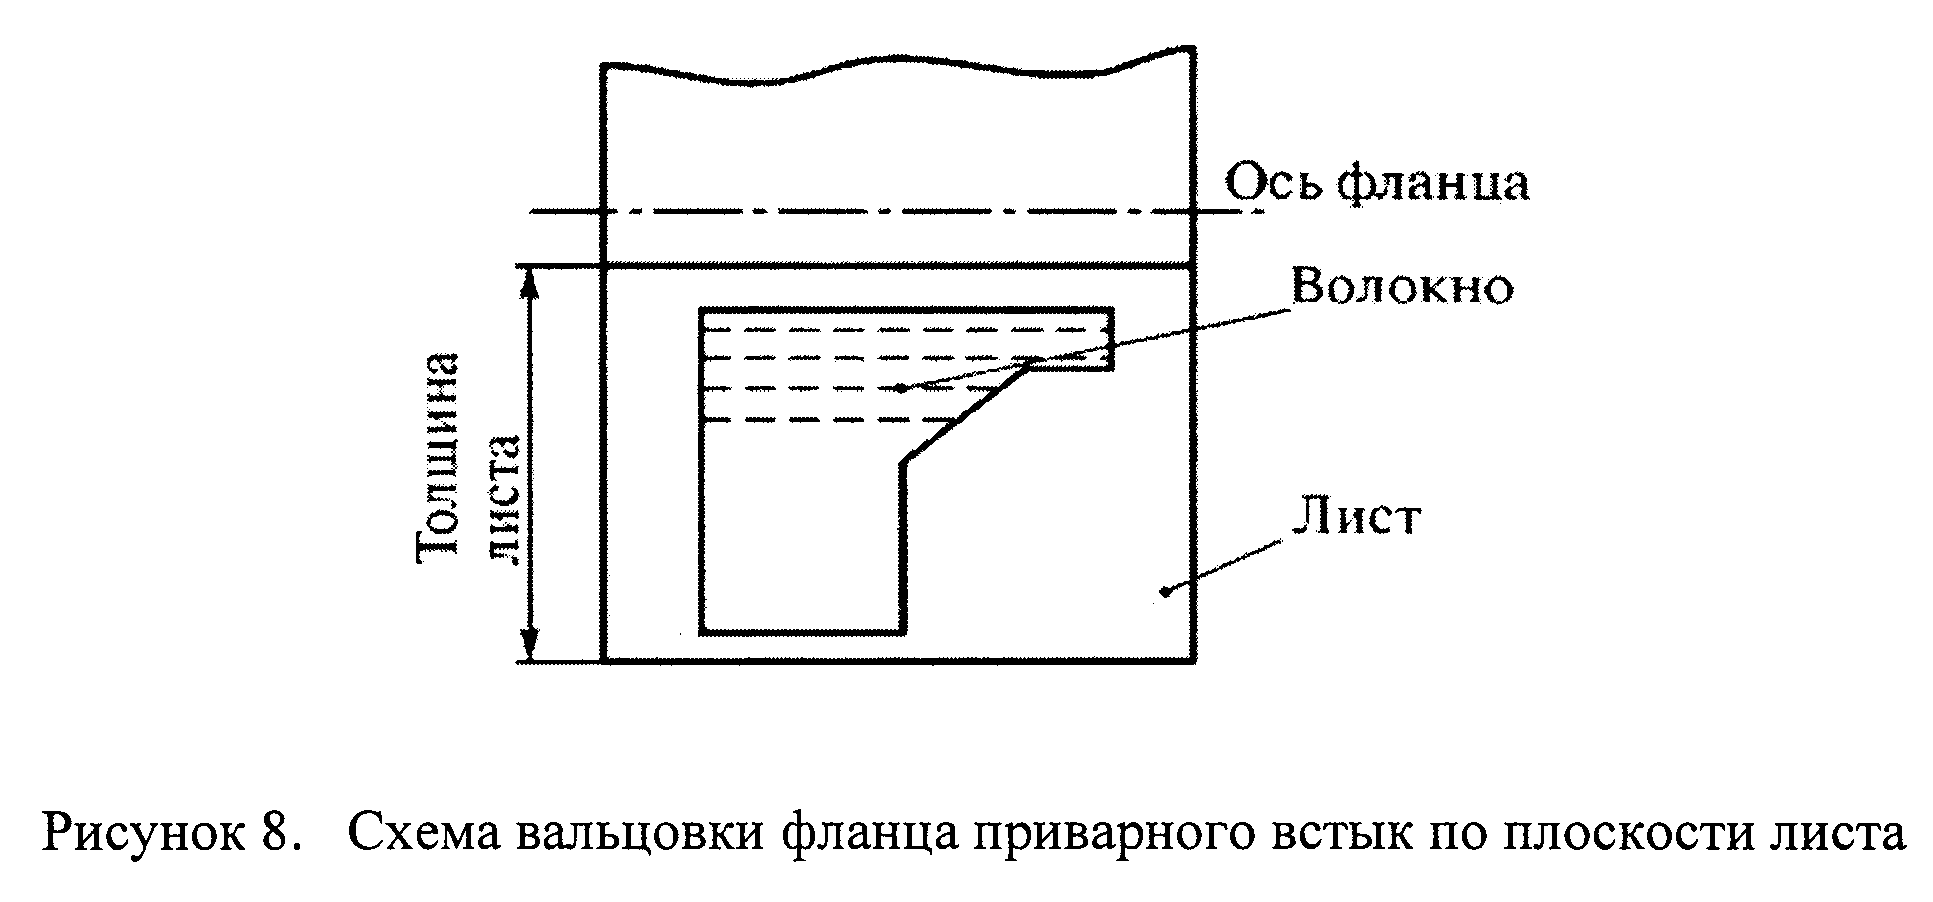 Ось фланца
Волокно
Толщина
листа
Лист
Рисунок 8. Схема вальцовки фланца приварного встык по плоскости листа